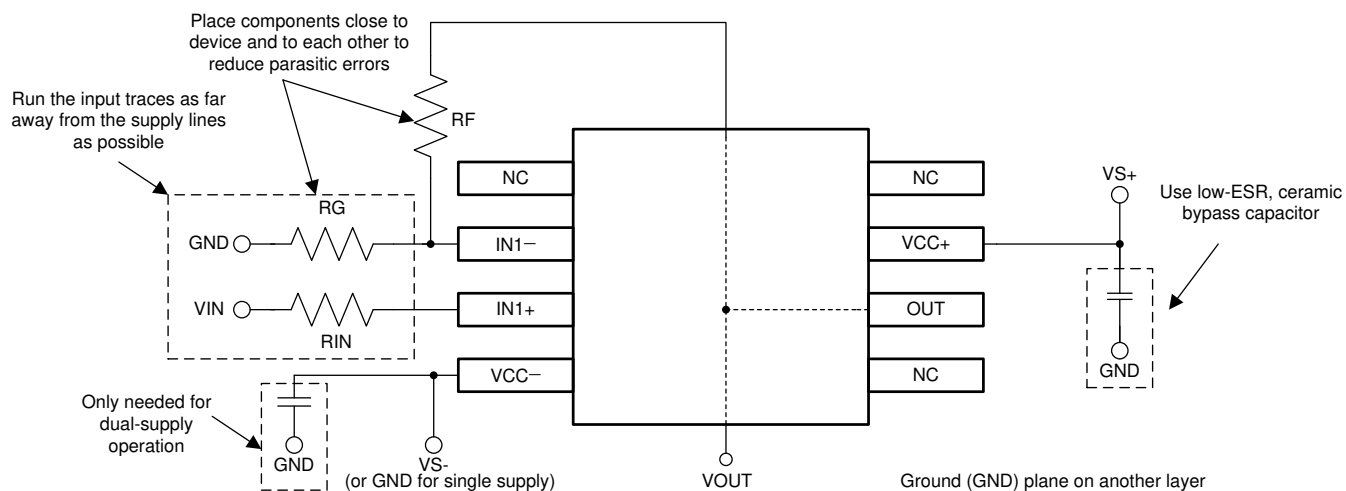 Place components close to
device and to each other to
reduce parasitic errors
Run the input traces as far
away from the supply lines
as possible
RF
NC
NC
VS+
Use low-ESR, ceramic
bypass capacitor
RG
GND
IN1−
VCC+
VIN
IN1+
OUT
RIN
VCC−
NC
GND
Only needed for
dual-supply
operation
GND
VS-
(or GND for single supply)
VOUT
Ground (GND) plane on another layer